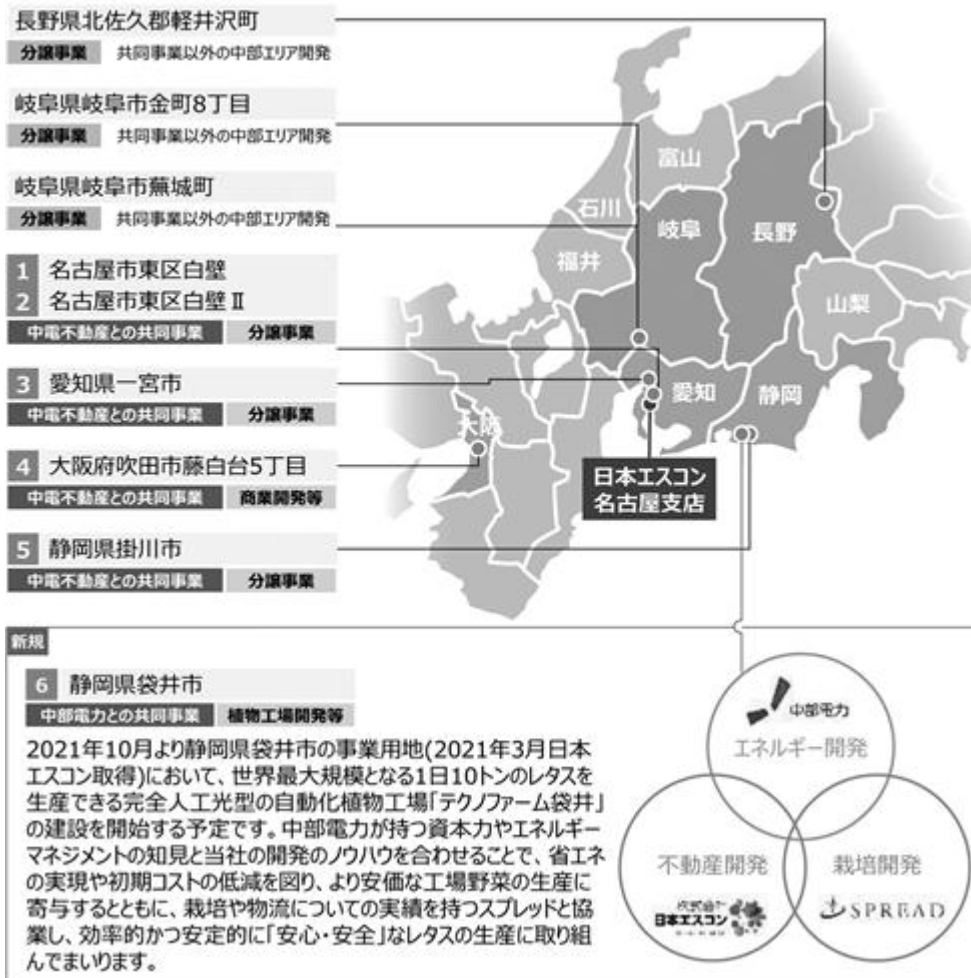 長野県北佐久郡軽井沢町
分譲事業 共同事業以外の中部エリア開発
岐阜県岐阜市金町8丁目
分譲事業 共同事業以外の中部エリア開発
岐阜県岐阜市蕪城町
分譲事業 共同事業以外の中部エリア開発
1 名古屋市東区白壁
2 名古屋市東区白壁Ⅱ
中電不動産との共同事業 分譲事業
3 愛知県一宮市
中電不動産との共同事業 分譲事業
4 大阪府吹田市藤白台5丁目
中電不動産との共同事業 商業開発等
5 静岡県掛川市
中電不動産との共同事業 分譲事業
富山
石川
岐阜
長野
福井
山梨
愛知
静岡
大阪
日本エスコン
名古屋支店
新規
6 静岡県袋井市
中部電力との共同事業 植物工場開発等
2021年10月より静岡県袋井市の事業用地(2021年3月日本
エスコン取得)において、世界最大規模となる1日10トンのレタスを
生産できる完全人工光型の自動化植物工場「テクノファーム袋井」
の建設を開始する予定です。中部電力が持つ資本力やエネルギー
マネジメントの知見と当社の開発のノウハウを合わせることで、省エネ
の実現や初期コストの低減を図り、より安価な工場野菜の生産に
寄与するとともに、栽培や物流についての実績を持つスプレッドと協
業し、効率的かつ安定的に「安心・安全」なレタスの生産に取り組
んでまいります。
中部電力
エネルギー開発
不動産開発
株式会社
日本エスコン
栽培開発
SPREAD